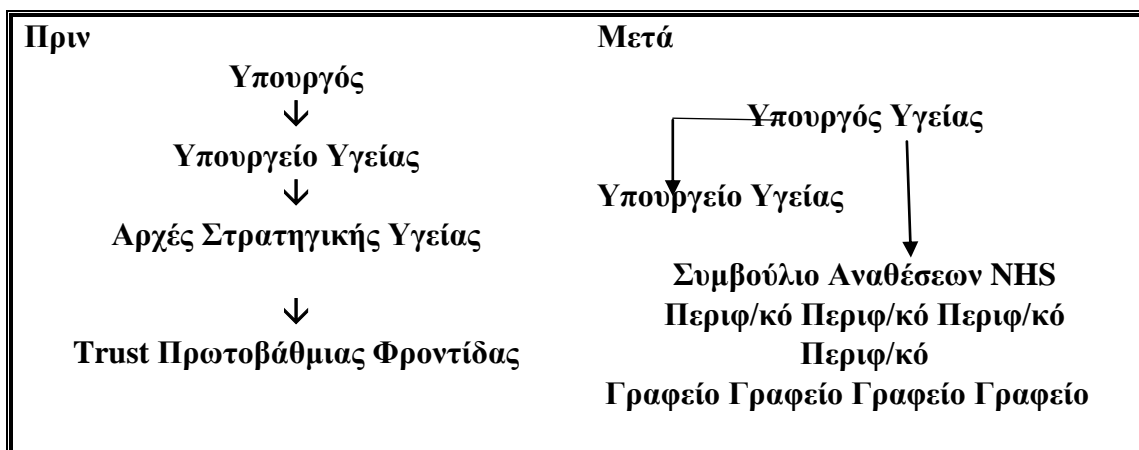 Πριν
Υπουργός
↓
Υπουργείο Υγείας
↓
Αρχές Στρατηγικής Υγείας
↓
Trust Πρωτοβάθμιας Φροντίδας
Μετά
Υπουργός Υγείας
Υπουργείο Υγείας
Συμβούλιο Αναθέσεων NHS
Περιφ/κό Περιφ/κό Περιφ/κό
Περιφ/κό
Γραφείο Γραφείο Γραφείο Γραφείο